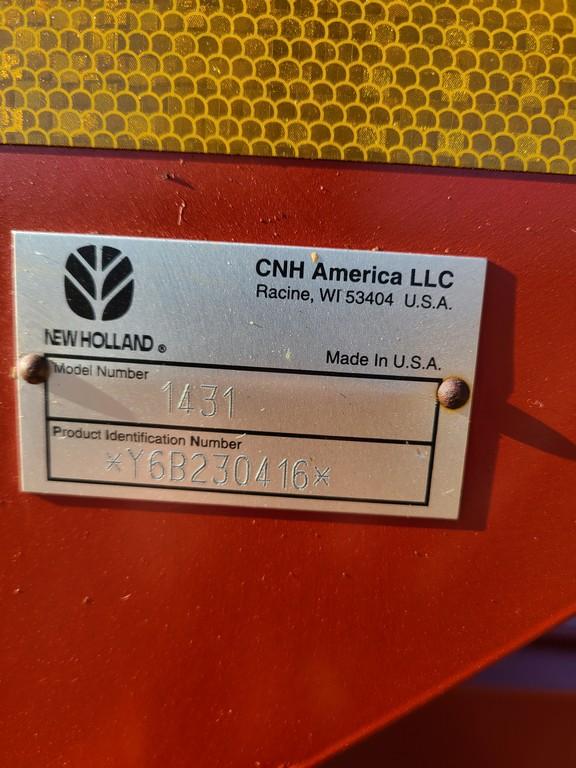 CNH America LLC
Racine, WI 53404 U.S.A.
NEW HOLLAND ®
Made In U.S.A.
Model Number
1431
Product Identification Number
*Y6B230416*